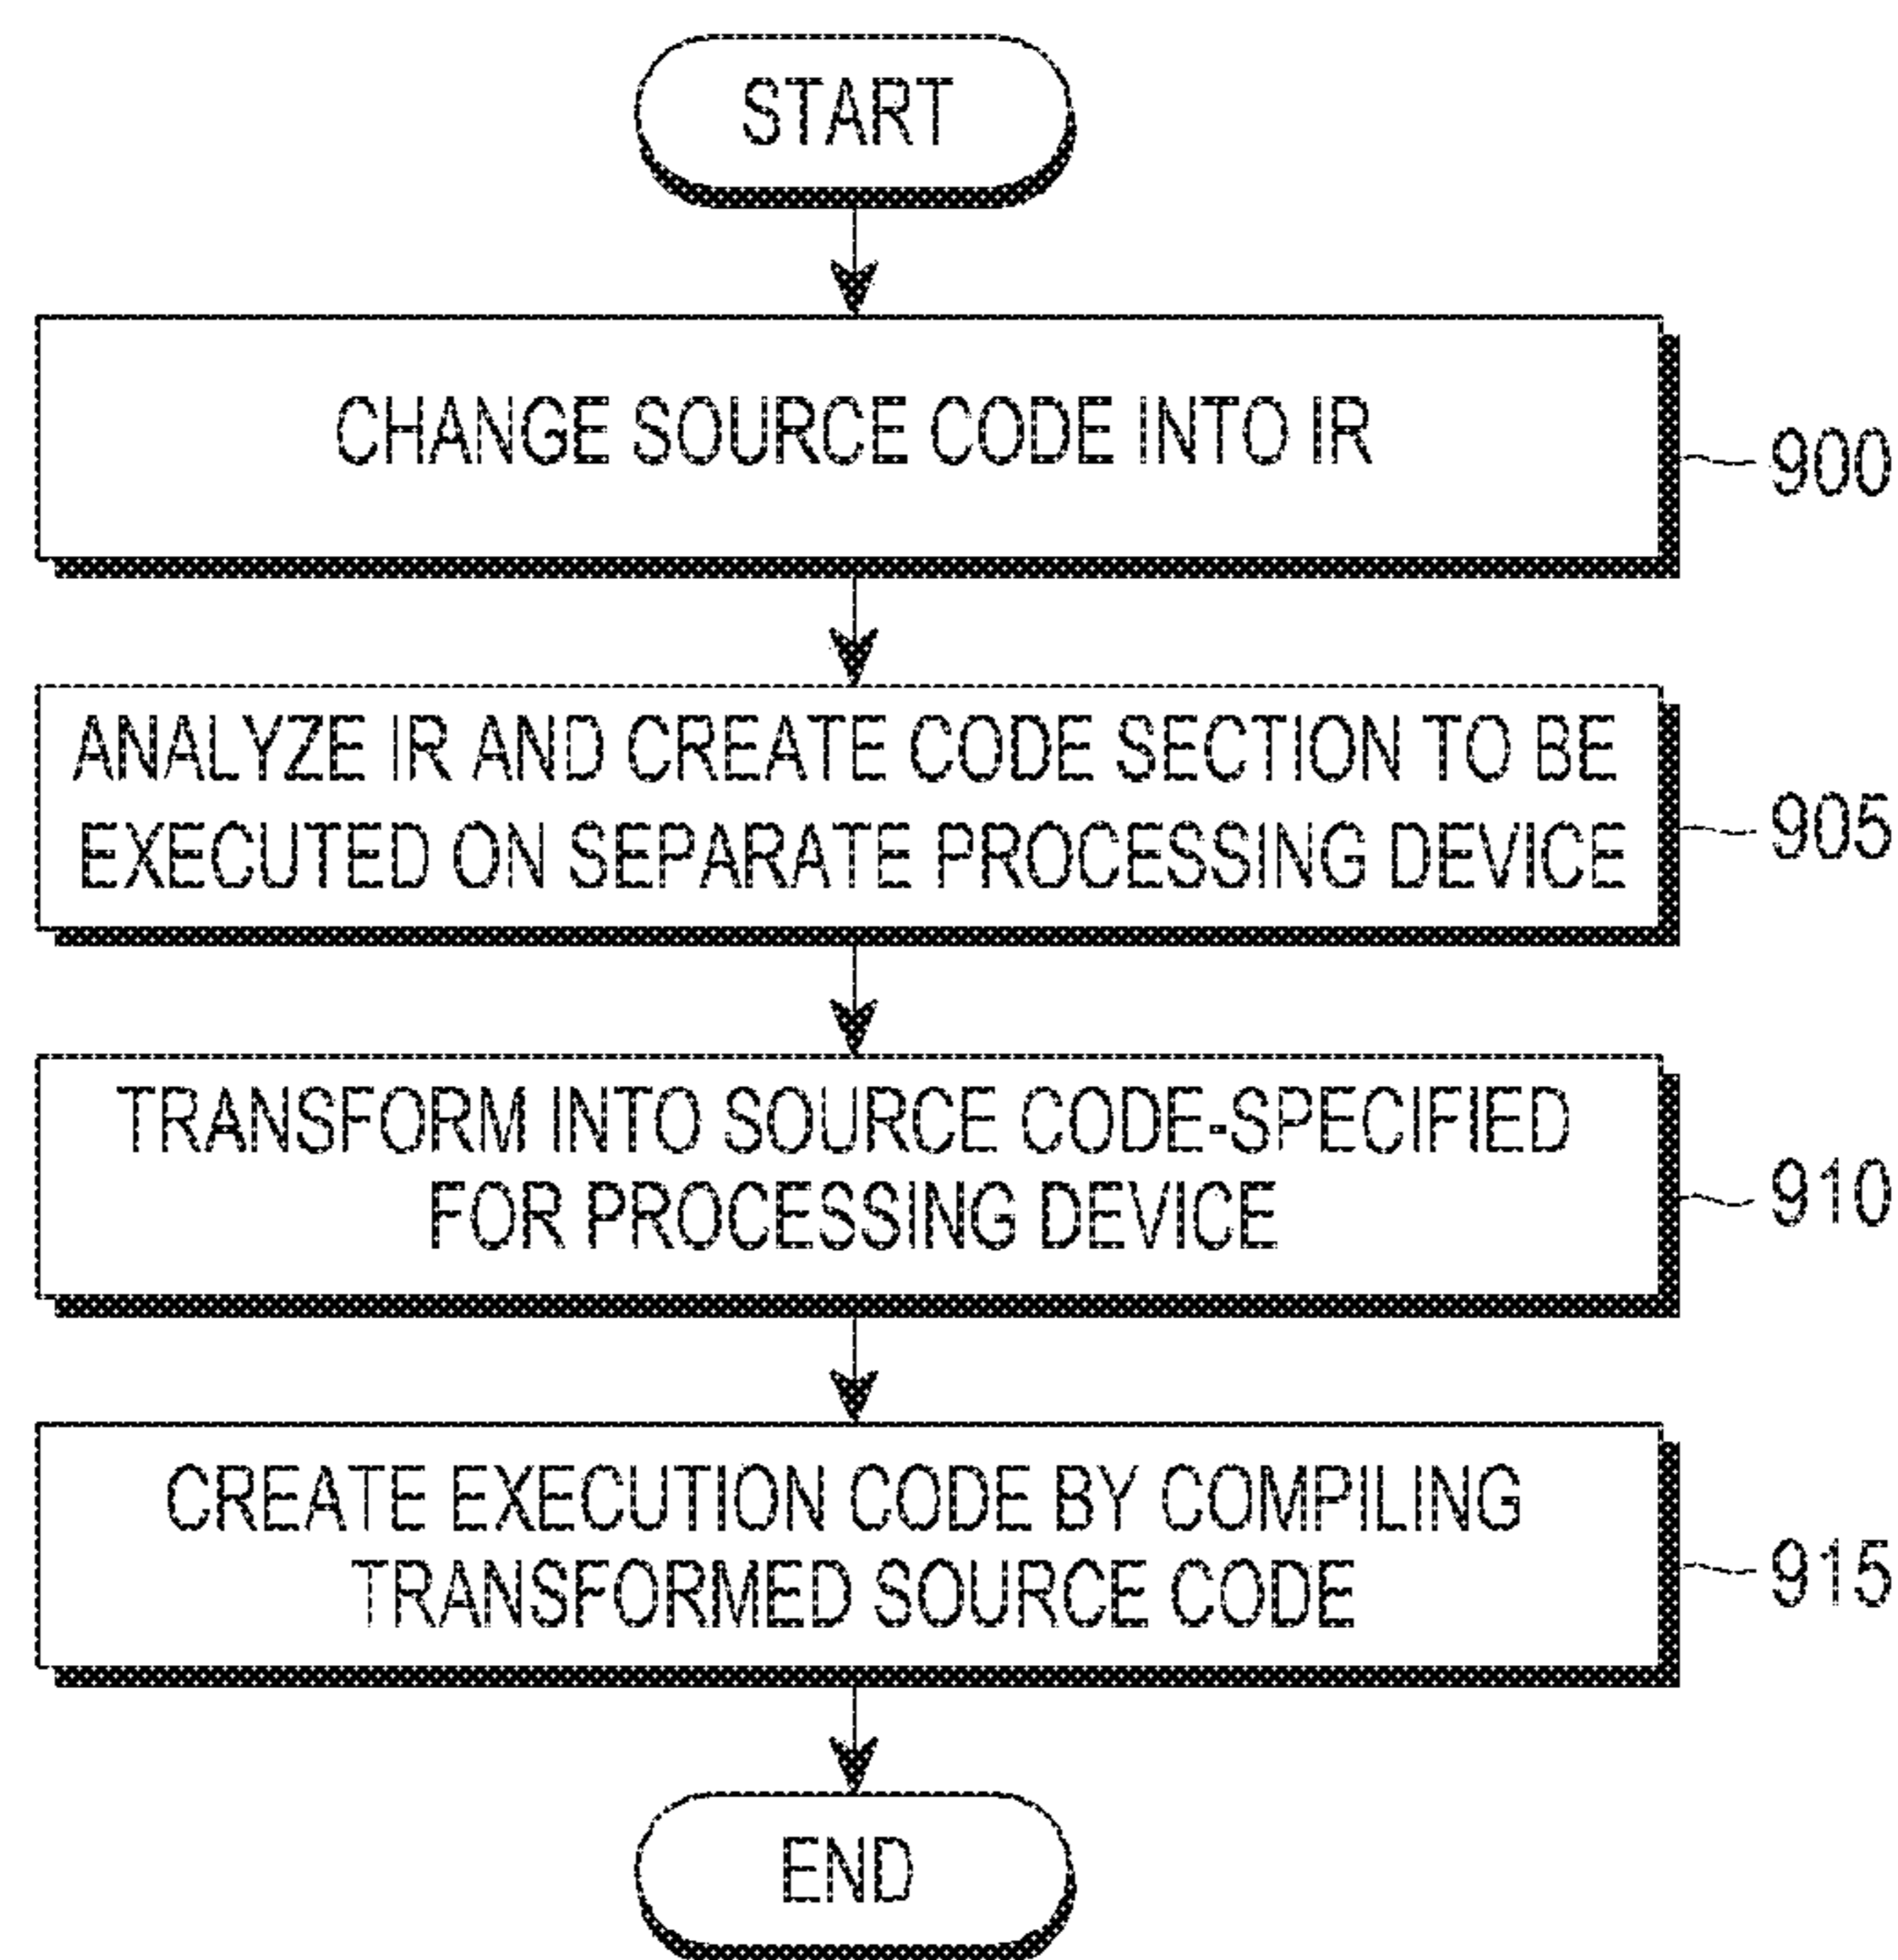 START
CHANGE SOURCE CODE INTO IR
900
ANALYZE IR AND CREATE CODE SECTION TO BE
EXECUTED ON SEPARATE PROCESSING DEVICE
905
TRANSFORM INTO SOURCE CODE-SPECIFIED
FOR PROCESSING DEVICE
910
CREATE EXECUTION CODE BY COMPILING
TRANSFORMED SOURCE CODE
915
END